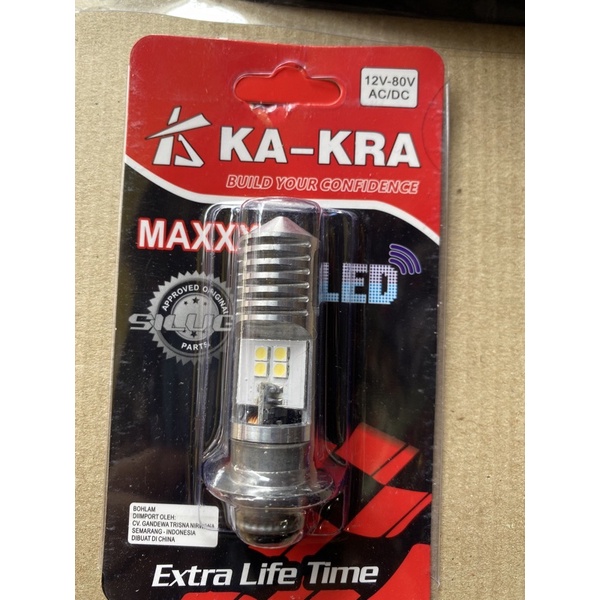 12V-80V
AC/DC
KA-KRA
BUILD YOUR CONFIDENCE
MAXXX
LED
APPROVED ORIGINAL
PARTS
BOHLAM
DIIMPORT OLEH:
CV. GANDEWA TRISNA
SEMARANG - INDONESIA
DIBUAT DI CHINA
Extra Life Time